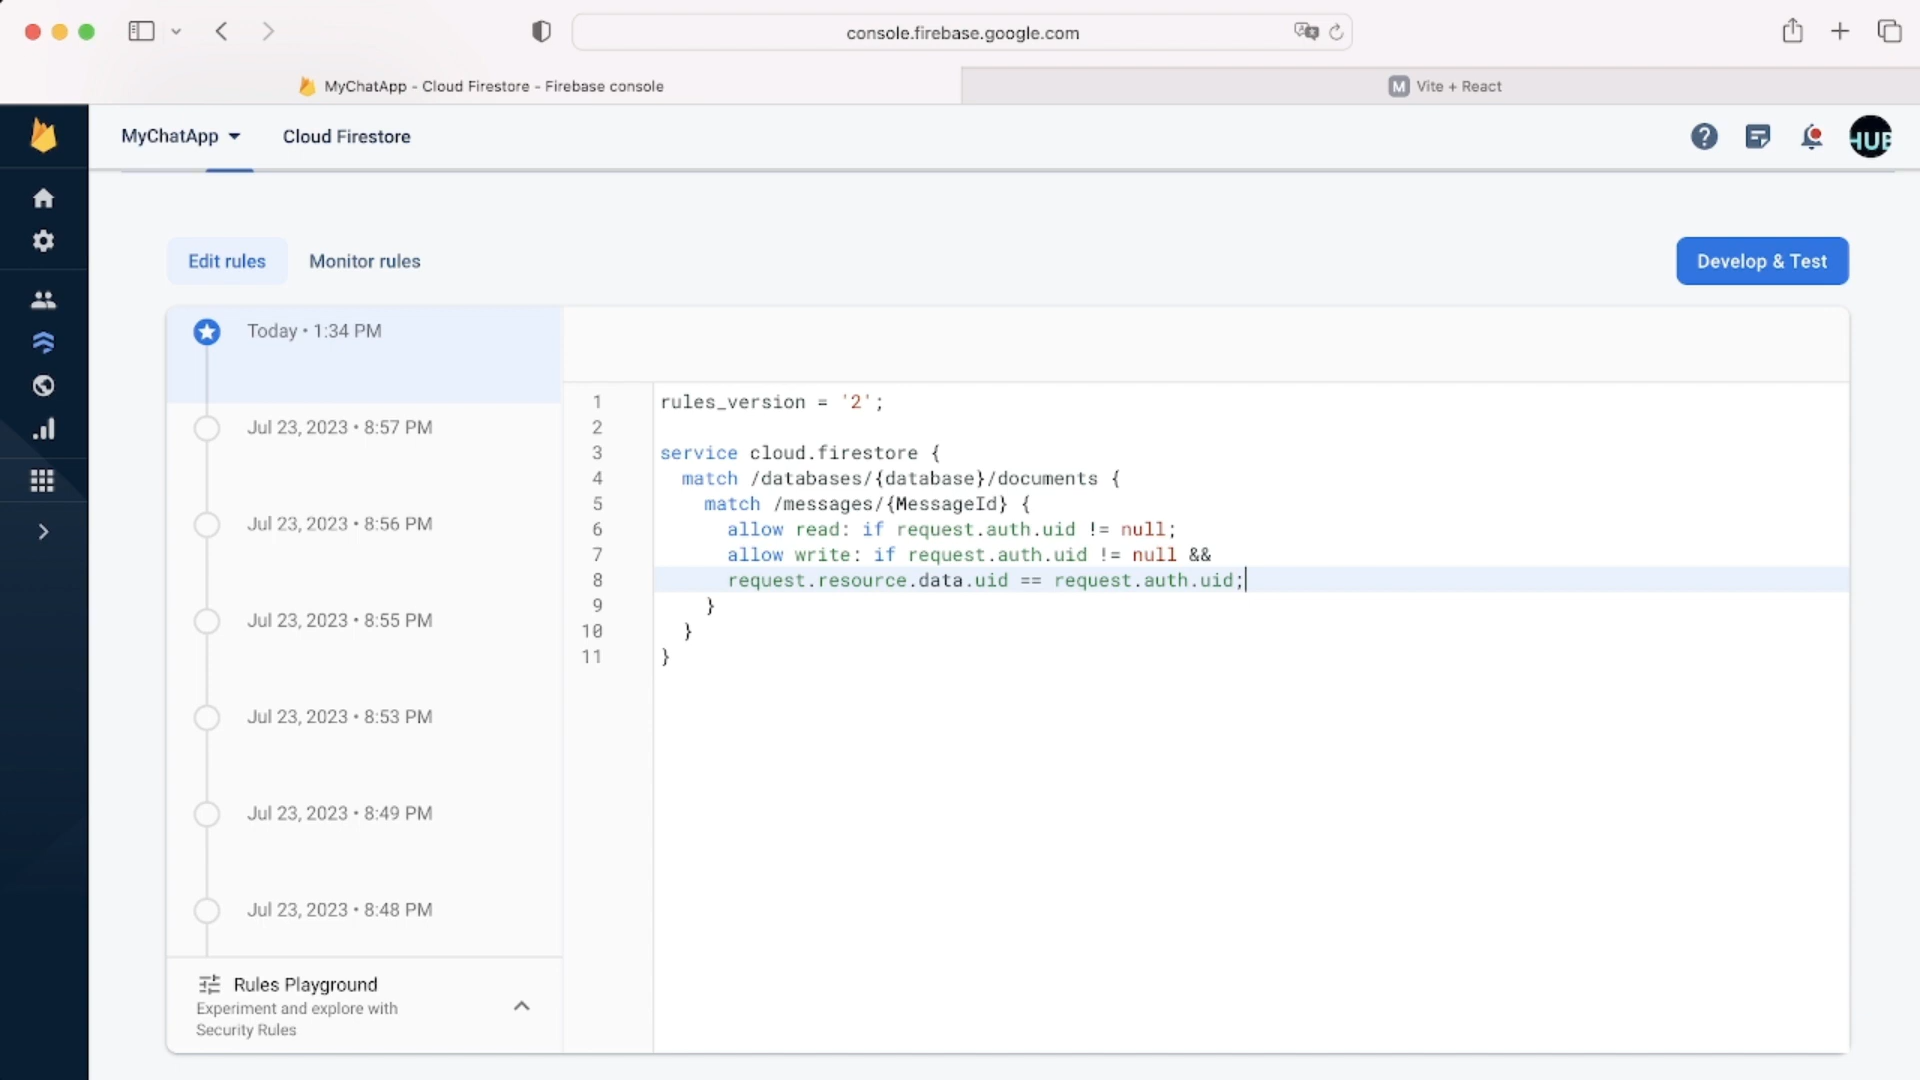 console.firebase.google.com
MyChatApp - Cloud Firestore - Firebase console
M Vite + React
MyChatApp Cloud Firestore
HUB
Edit rules Monitor rules
Develop & Test
Today • 1:34 PM
Jul 23, 2023 • 8:57 PM
Jul 23, 2023 • 8:56 PM
Jul 23, 2023 • 8:55 PM
Jul 23, 2023 • 8:53 PM
Jul 23, 2023 • 8:49 PM
Jul 23, 2023 • 8:48 PM
Rules Playground
Experiment and explore with
Security Rules
1 rules_version = '2';
2
3 service cloud.firestore {
4 match /databases/{database}/documents {
5 match /messages/{MessageId} {
6 allow read: if request.auth.uid != null;
7 allow write: if request.auth.uid != null &&
8 request.resource.data.uid == request.auth.uid;
9 }
10 }
11 }